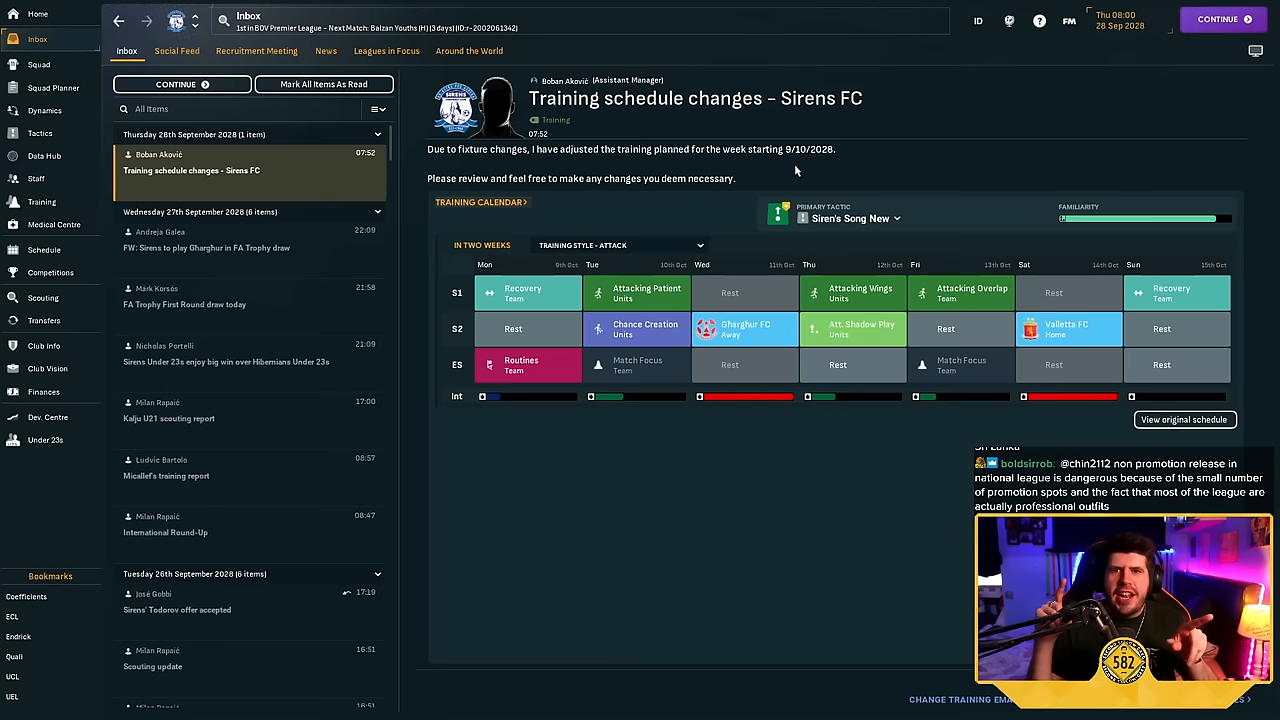 Home
Inbox
Squad
Squad Planner
Dynamics
Tactics
Data Hub
Staff
Training
Medical Centre
Schedule
Competitions
Scouting
Transfers
Club Info
Club Vision
Finances
Dev. Centre
Under 23s
Bookmarks
Coefficients
ECL
Endrick
Quali
UCL
UEL
Inbox
1st in BOV Premier League - Next Match: Balzan Youths (H) (3 days) (ID:r-2002061342)
ID
FM
Thu 08:00
28 Sep 2028
CONTINUE
Inbox
Social Feed
Recruitment Meeting
News
Leagues in Focus
Around the World
CONTINUE
Mark All Items As Read
All Items
Thursday 28th September 2028 (1 item)
Boban Aković 07:52
Training schedule changes - Sirens FC
Wednesday 27th September 2028 (6 items)
Andreja Galea 22:09
FW: Sirens to play Gharghur in FA Trophy draw
Márk Korsós 21:58
FA Trophy First Round draw today
Nicholas Portelli 21:09
Sirens Under 23s enjoy big win over Hibernians Under 23s
Milan Rapaić 17:00
Kalju U21 scouting report
Ludvic Bartolo 08:57
Micallef's training report
Milan Rapaić 08:47
International Round-Up
Tuesday 26th September 2028 (6 items)
José Gobbi 17:19
Sirens' Todorov offer accepted
Milan Rapaić 16:51
Scouting update
Milan Rapaić 16:51
SIRENS
Boban Aković (Assistant Manager)
Training schedule changes - Sirens FC
Training
07:52
Due to fixture changes, I have adjusted the training planned for the week starting 9/10/2028.
Please review and feel free to make any changes you deem necessary.
TRAINING CALENDAR
PRIMARY TACTIC
Siren's Song New
FAMILIARITY
IN TWO WEEKS
TRAINING STYLE - ATTACK
Mon 9th Oct Tue 10th Oct Wed 11th Oct Thu 12th Oct Fri 13th Oct Sat 14th Oct Sun 15th Oct
S1
Recovery
Team
Attacking Patient
Units
Rest
Attacking Wings
Units
Attacking Overlap
Team
Rest
Recovery
Team
S2
Rest
Chance Creation
Units
Gharghur FC
Away
Att. Shadow Play
Units
Rest
Valletta FC
Home
Rest
ES
Routines
Team
Match Focus
Team
Rest
Rest
Match Focus
Team
Rest
Rest
Int
View original schedule
Sri Lanka
boldsirrob: @chin2112 non promotion release in
national league is dangerous because of the small number
of promotion spots and the fact that most of the league are
actually professional outfits
582
CHANGE TRAINING